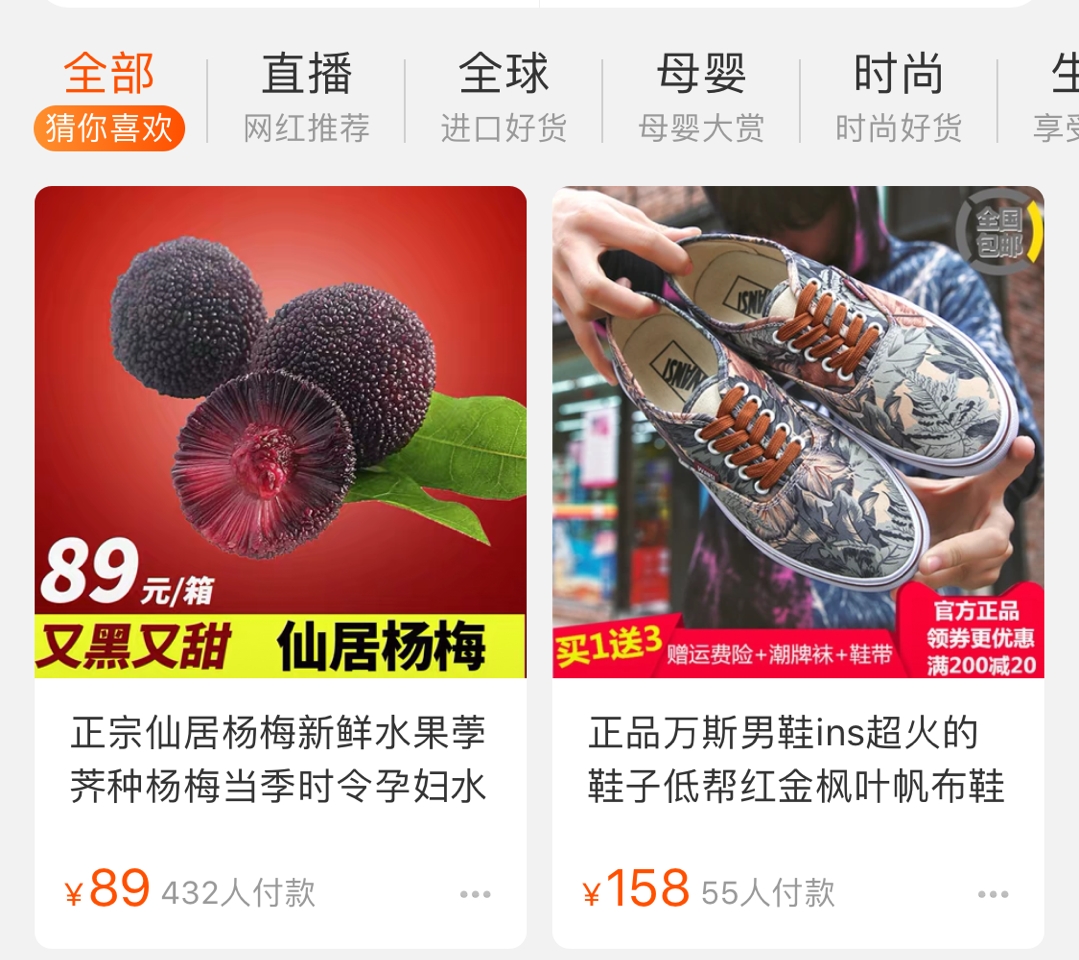 全部
直播
全球
母婴
时尚
生
猜你喜欢
网红推荐
进口好货
母婴大赏
时尚好货
享受
89元/箱
又黑又甜 仙居杨梅
正宗仙居杨梅新鲜水果荸
荠种杨梅当季时令孕妇水
¥89 432人付款
全国
包邮
VANS
VANS
买1送3
赠运费险+潮牌袜+鞋带
官方正品
领券更优惠
满200减20
正品万斯男鞋ins超火的
鞋子低帮红金枫叶帆布鞋
¥158 55人付款